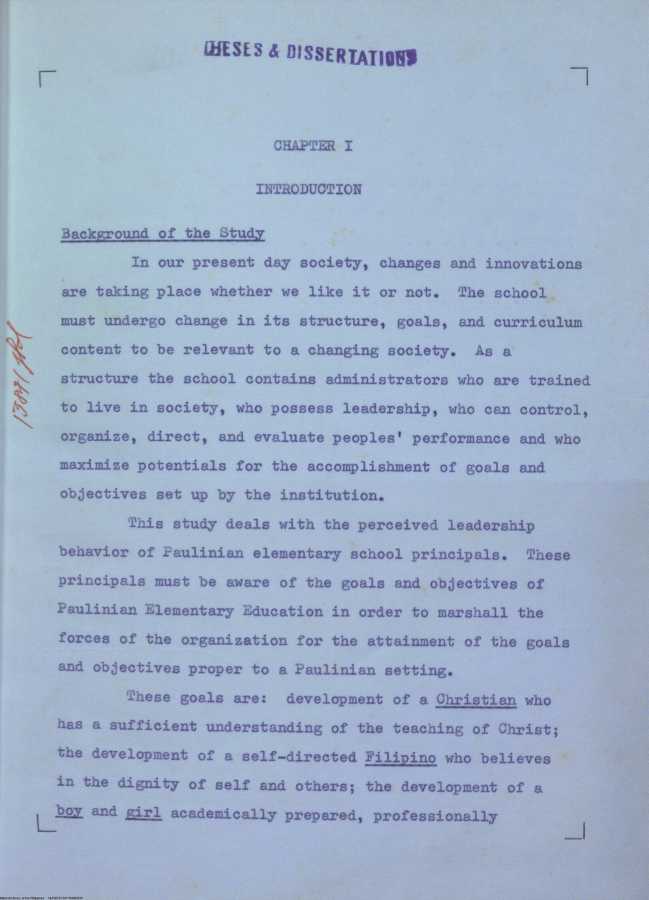 THESES & DISSERTATIONS
CHAPTER I
INTRODUCTION
Background of the Study
In our present day society, changes and innovations
are taking place whether we like it or not. The school
must undergo change in its structure, goals, and curriculum
content to be relevant to a changing society. As a
structure the school contains administrators who are trained
to live in society, who possess leadership, who can control,
organize, direct, and evaluate peoples' performance and who
maximize potentials for the accomplishment of goals and
objectives set up by the institution.
This study deals with the perceived leadership
behavior of Paulinian elementary school principals. These
principals must be aware of the goals and objectives of
Paulinian Elementary Education in order to marshall the
forces of the organization for the attainment of the goals
and objectives proper to a Paulinian setting.
These goals are: development of a Christian who
has a sufficient understanding of the teaching of Christ;
the development of a self-directed Filipino who believes
in the dignity of self and others; the development of a
boy and girl academically prepared, professionally